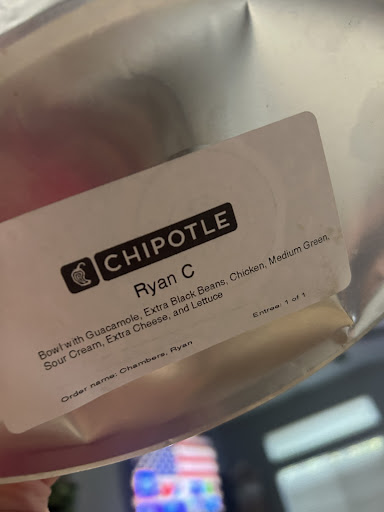 CHIPOTLE
Ryan C
Bowl with Guacamole, Extra Black Beans, Chicken, Medium Green,
Sour Cream, Extra Cheese, and Lettuce
Entree: 1 of 1
Order name: Chambers, Ryan